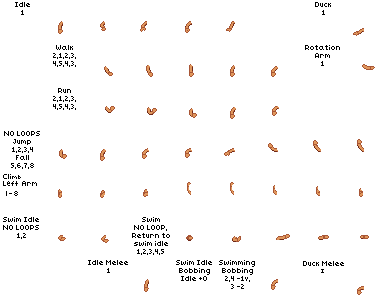 Idle
1
Duck
1
Walk
2,1,2,3,
4,5,4,3,
Rotation
Arm
1
Run
2,1,2,3,
4,5,4,3,
NO LOOPS
Jump
1,2,3,4
Fall
5,6,7,8
Climb
Left Arm
1-8
Swim Idle
NO LOOPS
1,2
Swim
NO LOOP,
Return to
swim idle
1,2,3,4,5
Swim Idle
Bobbing
Idle +0
Swimming
Bobbing
2,4 -1v,
3 -2
Idle Melee
1
Duck Melee
1